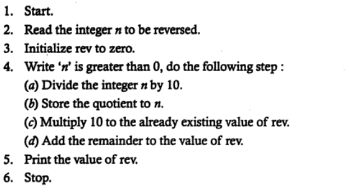 1. Start.
2. Read the integer n to be reversed.
3. Initialize rev to zero.
4. Write ‘n’ is greater than 0, do the following step :
(a) Divide the integer n by 10.
(b) Store the quotient to n.
(c) Multiply 10 to the already existing value of rev.
(d) Add the remainder to the value of rev.
5. Print the value of rev.
6. Stop.